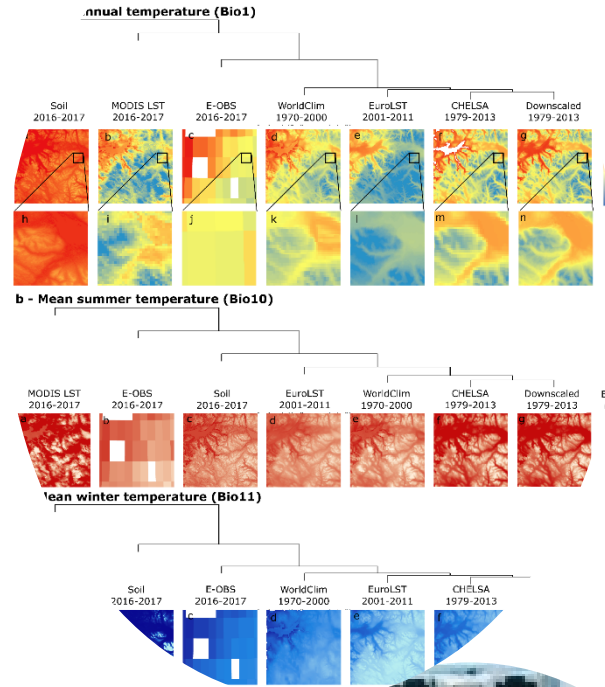 nnual temperature (Bio1)
Soil MODIS LST E-OBS WorldClim EuroLST CHELSA Downscaled
2016-2017 2016-2017 2016-2017 1970-2000 2001-2011 1979-2013 1979-2013
b c d e f g
h i j k l m n
b - Mean summer temperature (Bio10)
MODIS LST E-OBS Soil EuroLST WorldClim CHELSA Downscaled
2016-2017 2016-2017 2016-2017 2001-2011 1970-2000 1979-2013 1979-2013
a b c d e f g
ean winter temperature (Bio11)
Soil E-OBS WorldClim EuroLST CHELSA
2016-2017 2016-2017 1970-2000 2001-2011 1979-2013
c d e f